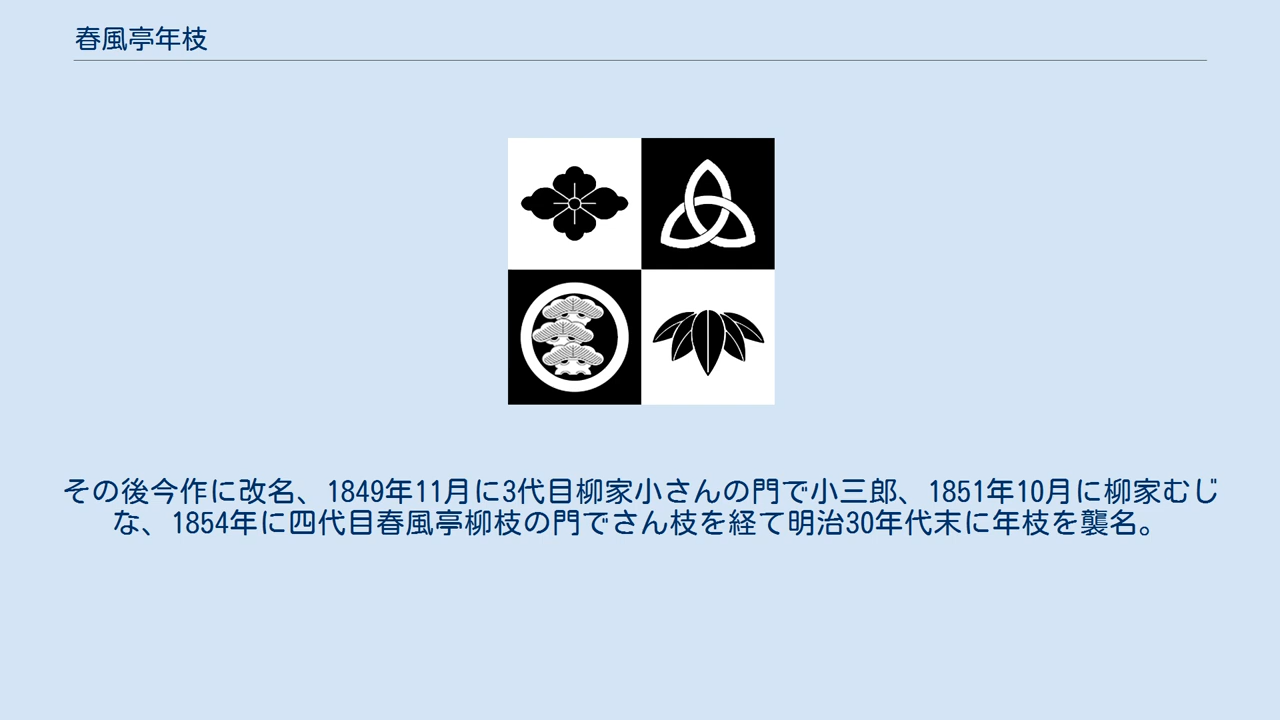 春風亭年枝
その後今作に改名、1849年11月に3代目柳家小さんの門で小三郎、1851年10月に柳家むじ
な、1854年に四代目春風亭柳枝の門でさん枝を経て明治30年代末に年枝を襲名。